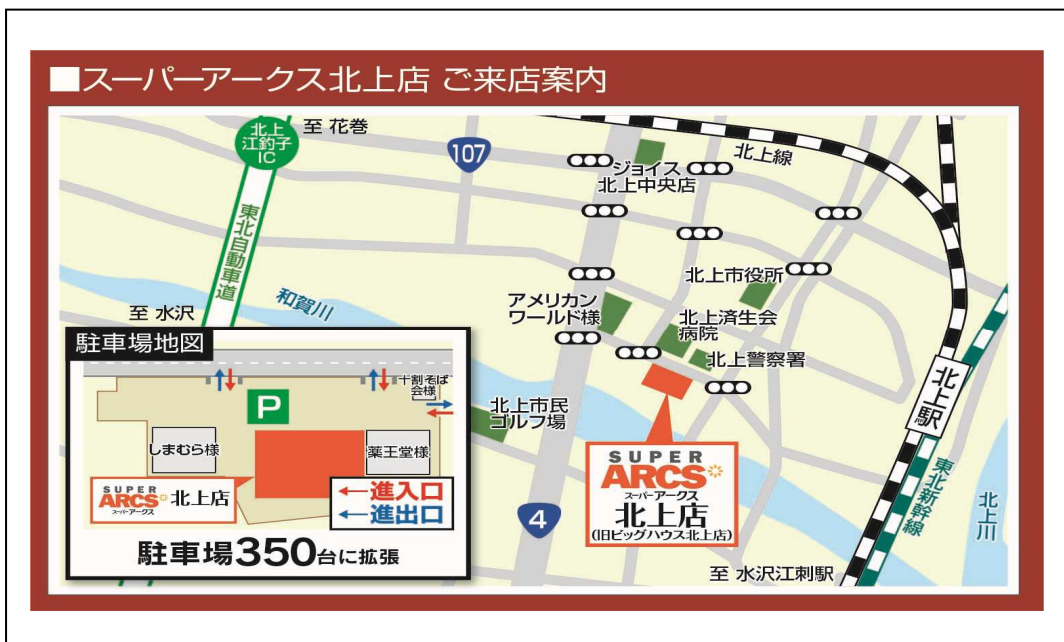 ■スーパーアークス北上店 ご来店案内
北上
江釣子
IC
至 花巻
107
北上線
ジョイス
北上中央店
東北自動車道
和賀川
至 水沢
北上市役所
アメリカン
ワールド様
北上済生会
病院
北上警察署
北上駅
北上市民
ゴルフ場
SUPER
ARCS
スーパーアークス
北上店
(旧ビッグハウス北上店)
4
東北新幹線
北上川
至 水沢江刺駅
駐車場地図
十割そば
会様
P
しまむら様
薬王堂様
SUPER
ARCS
スーパーアークス
北上店
←進入口
←進出口
駐車場350台に拡張